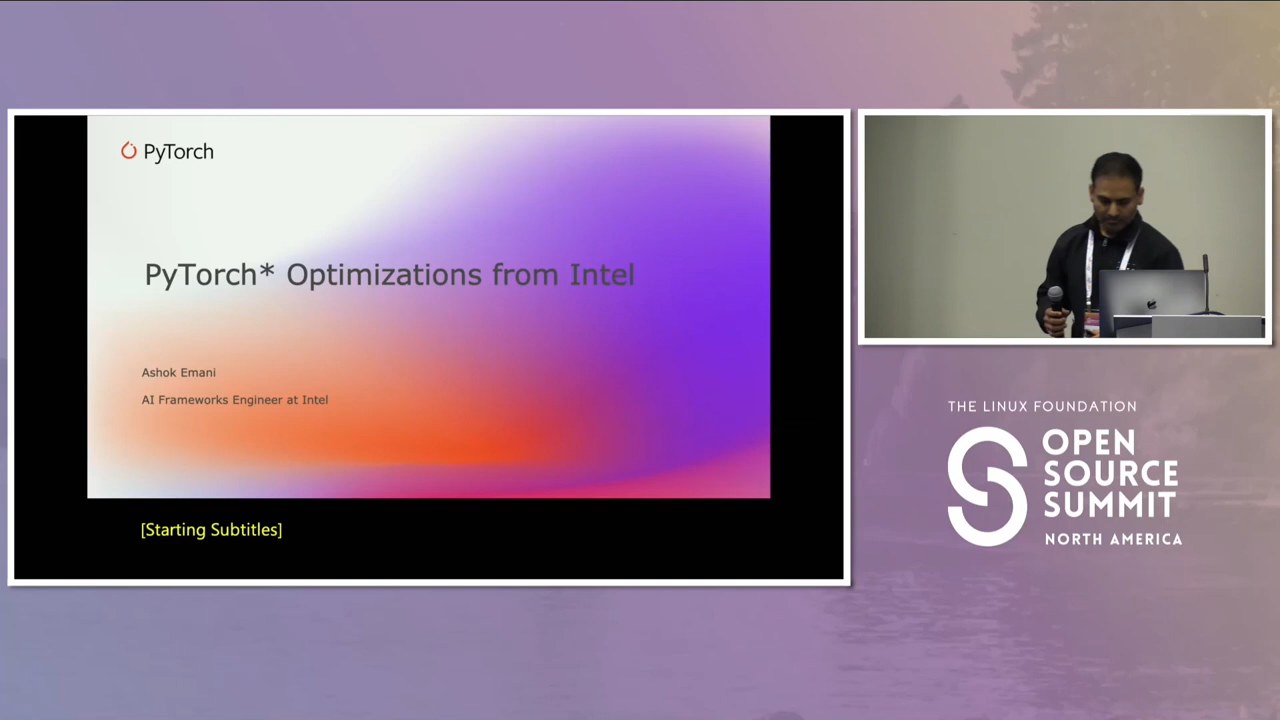 PyTorch
PyTorch* Optimizations from Intel
Ashok Emani
AI Frameworks Engineer at Intel
[Starting Subtitles]
THE LINUX FOUNDATION
OPEN
SOURCE
SUMMIT
NORTH AMERICA